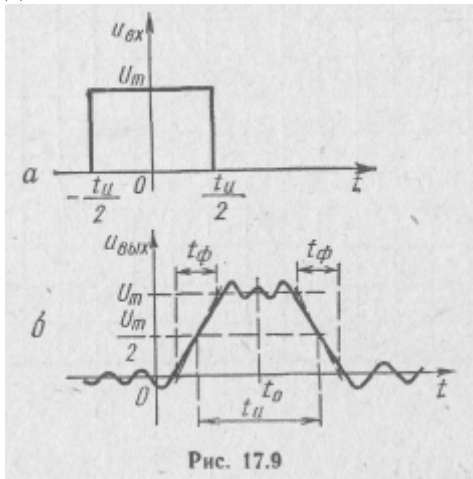 u вх
U m
a
- t и / 2
0
t и / 2
t
u вых
t ф
t ф
U m
U m / 2
b
0
t 0
t
t и
Рис. 17.9